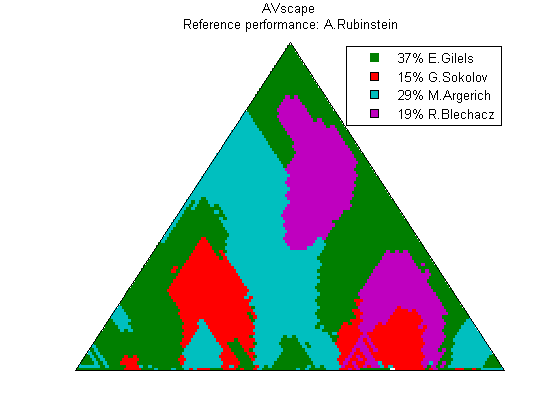 AVscape
Reference performance: A.Rubinstein
37% E.Gilels
15% G.Sokolov
29% M.Argerich
19% R.Blechacz